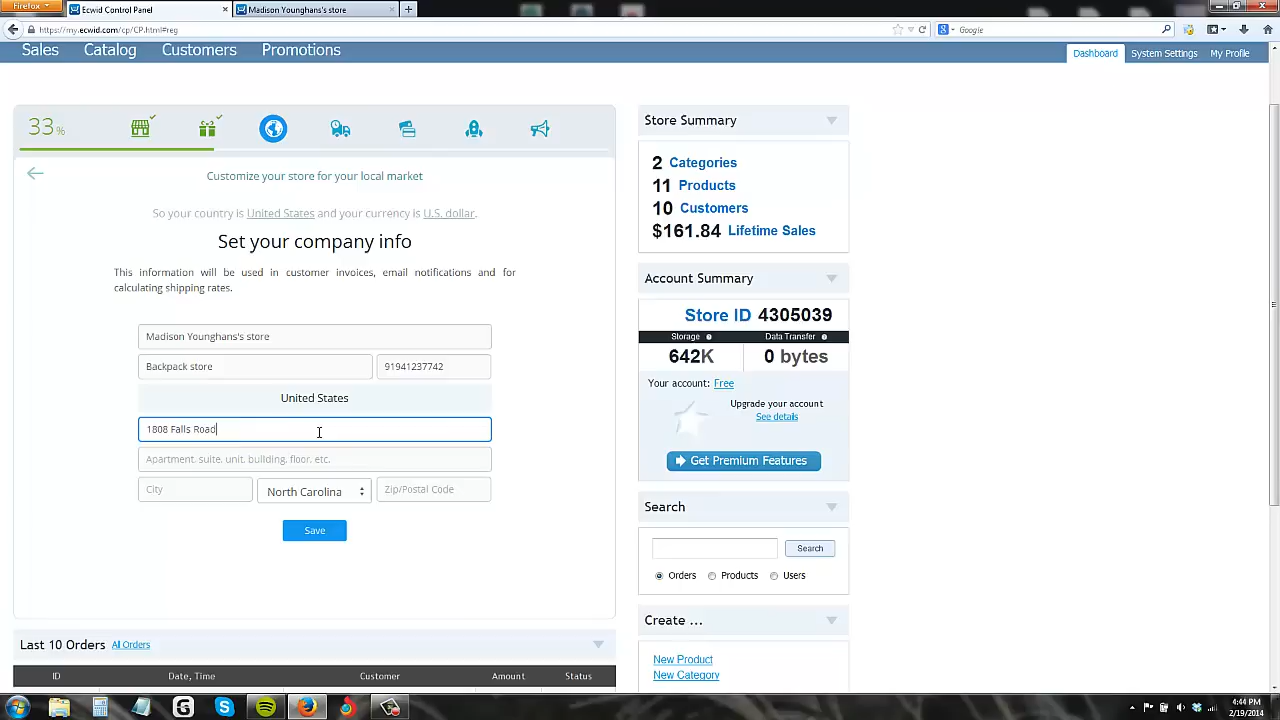 Firefox
Ecwid Control Panel
Madison Younghans's store
https://my.ecwid.com/cp/CP.html#reg
Google
Sales
Catalog
Customers
Promotions
Dashboard
System Settings
My Profile
33%
Customize your store for your local market
So your country is United States and your currency is U.S. dollar.
Set your company info
This information will be used in customer invoices, email notifications and for
calculating shipping rates.
Madison Younghans's store
Backpack store
91941237742
United States
1808 Falls Road
Apartment, suite, unit, building, floor, etc.
City
North Carolina
Zip/Postal Code
Save
Last 10 Orders
All Orders
ID
Date, Time
Customer
Amount
Status
Store Summary
2 Categories
11 Products
10 Customers
$161.84 Lifetime Sales
Account Summary
Store ID 4305039
Storage
Data Transfer
642K
0 bytes
Your account: Free
Upgrade your account
See details
Get Premium Features
Search
Search
Orders
Products
Users
Create ...
New Product
New Category
4:44 PM
2/19/2014